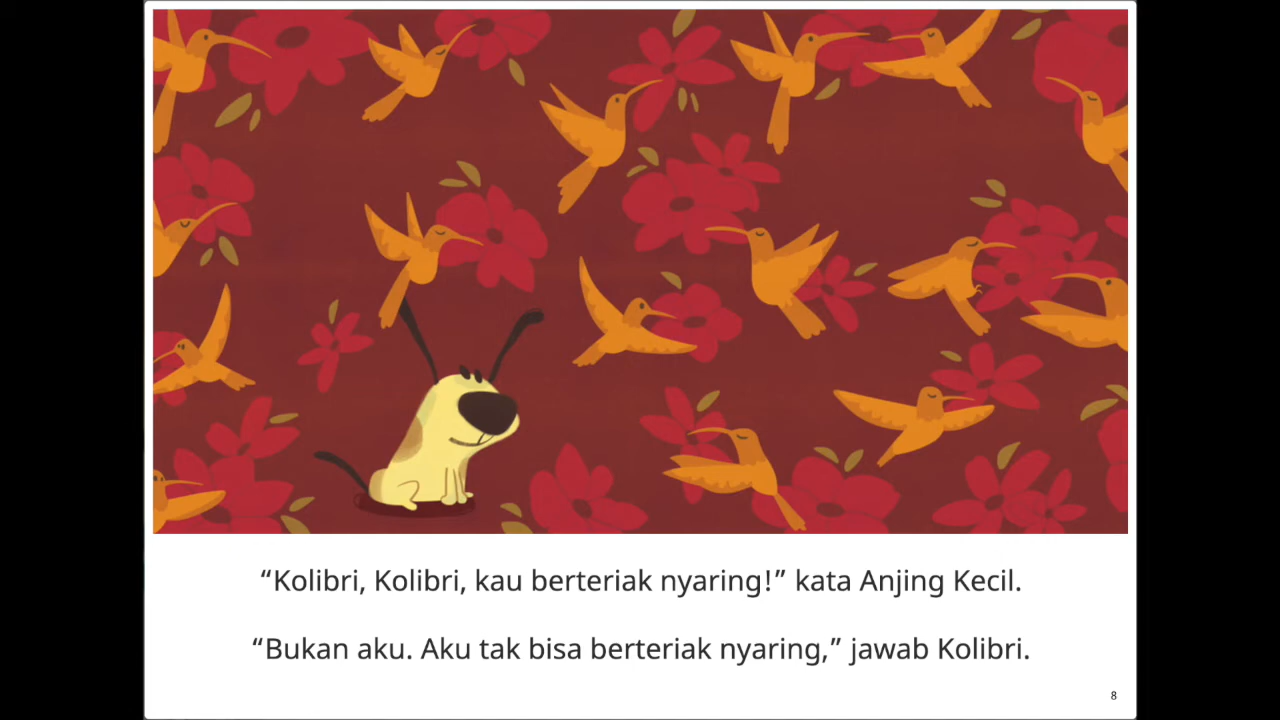 “Kolibri, Kolibri, kau berteriak nyaring!” kata Anjing Kecil.
“Bukan aku. Aku tak bisa berteriak nyaring,” jawab Kolibri.
8